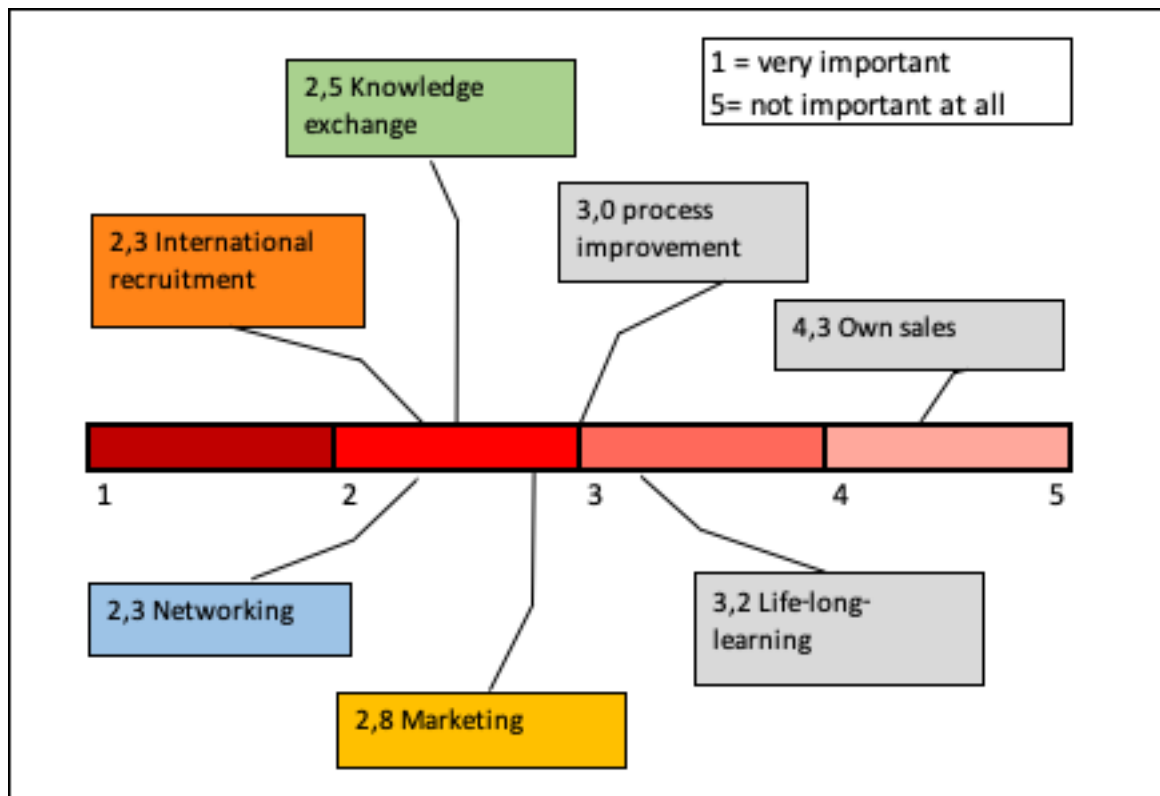 1 = very important
5= not important at all
2,5 Knowledge
exchange
2,3 International
recruitment
3,0 process
improvement
4,3 Own sales
1 2 3 4 5
2,3 Networking
3,2 Life-long-
learning
2,8 Marketing